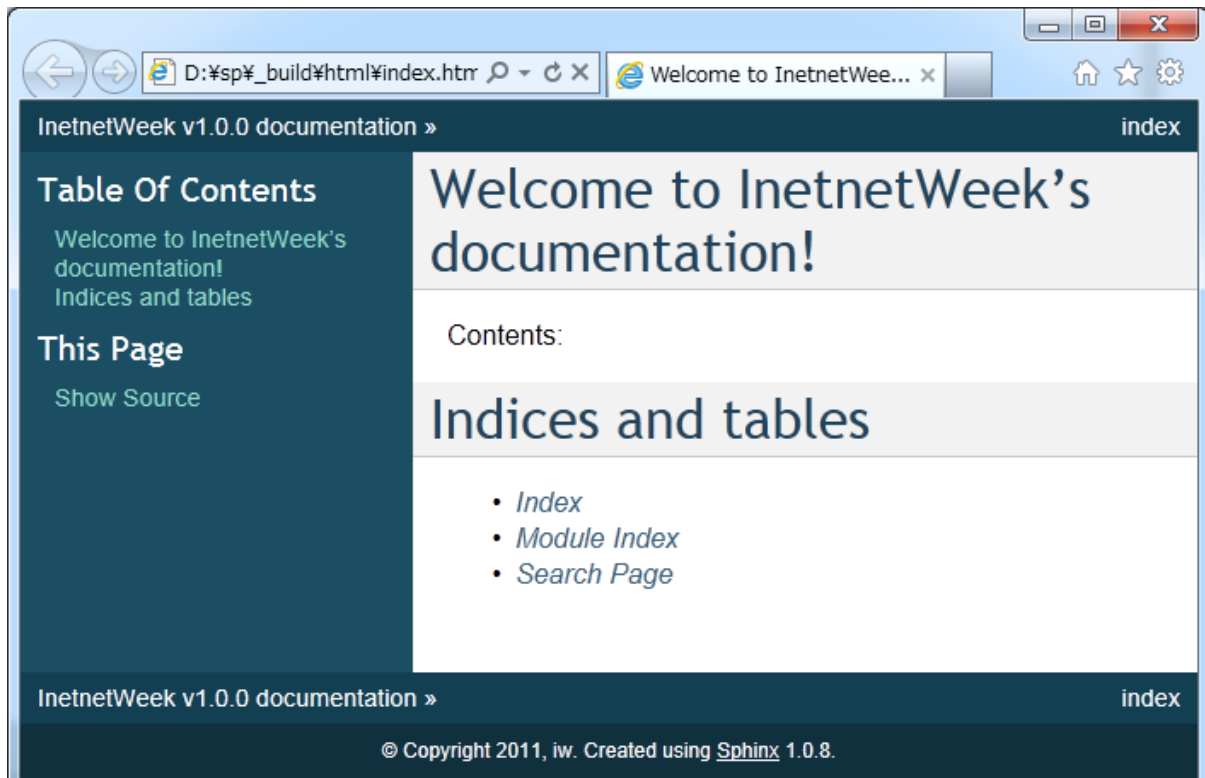 D:¥sp¥_build¥html¥index.htm
Welcome to InetnetWee...
InetnetWeek v1.0.0 documentation »
index
Table Of Contents
Welcome to InetnetWeek's
documentation!
Indices and tables
This Page
Show Source
Welcome to InetnetWeek’s
documentation!
Contents:
Indices and tables
• Index
• Module Index
• Search Page
InetnetWeek v1.0.0 documentation »
index
© Copyright 2011, iw. Created using Sphinx 1.0.8.